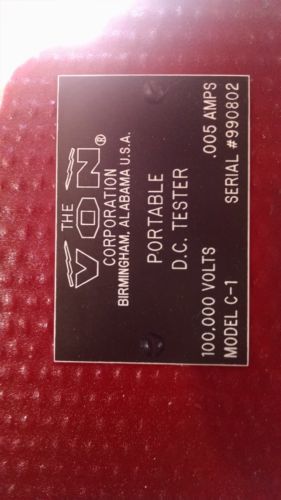 THE
VON®
CORPORATION
BIRMINGHAM, ALABAMA U.S.A.
PORTABLE
D.C. TESTER
100,000 VOLTS .005 AMPS
MODEL C-1 SERIAL #990802